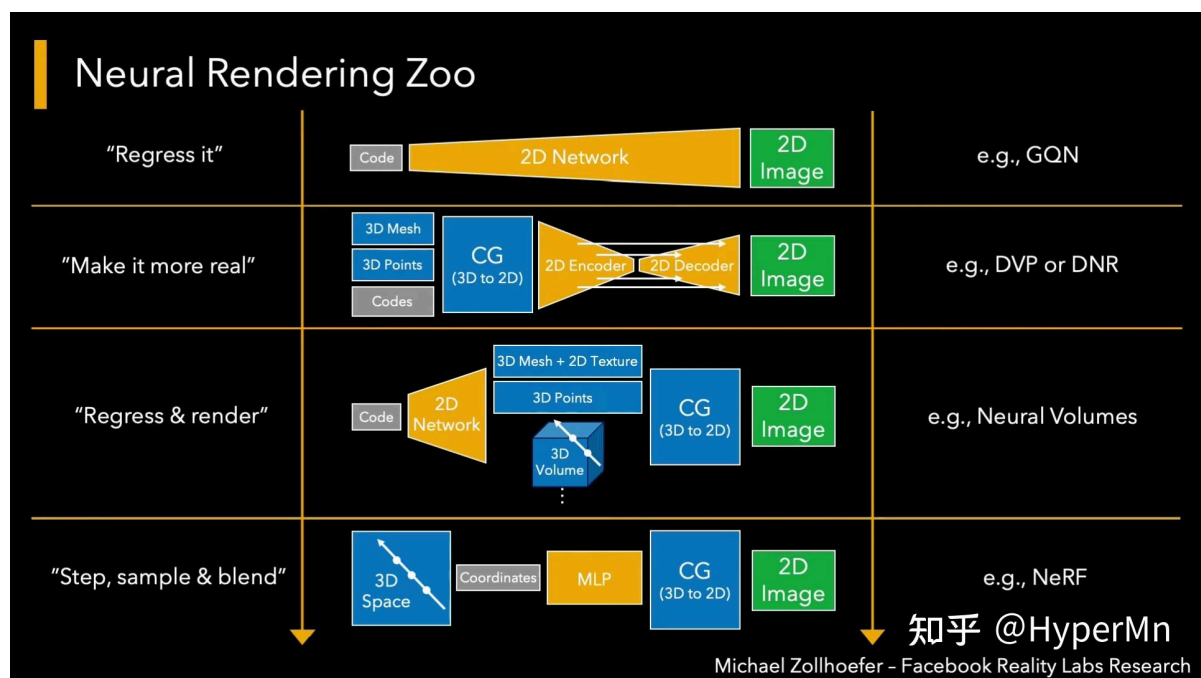 Neural Rendering Zoo
"Regress it"
Code
2D Network
2D
Image
e.g., GQN
"Make it more real"
3D Mesh
3D Points
Codes
CG
(3D to 2D)
2D Encoder
2D Decoder
2D
Image
e.g., DVP or DNR
"Regress & render"
Code
2D
Network
3D Mesh + 2D Texture
3D Points
3D
Volume
CG
(3D to 2D)
2D
Image
e.g., Neural Volumes
"Step, sample & blend"
3D
Space
Coordinates
MLP
CG
(3D to 2D)
2D
Image
e.g., NeRF
知乎 @HyperMn
Michael Zollhoefer – Facebook Reality Labs Research